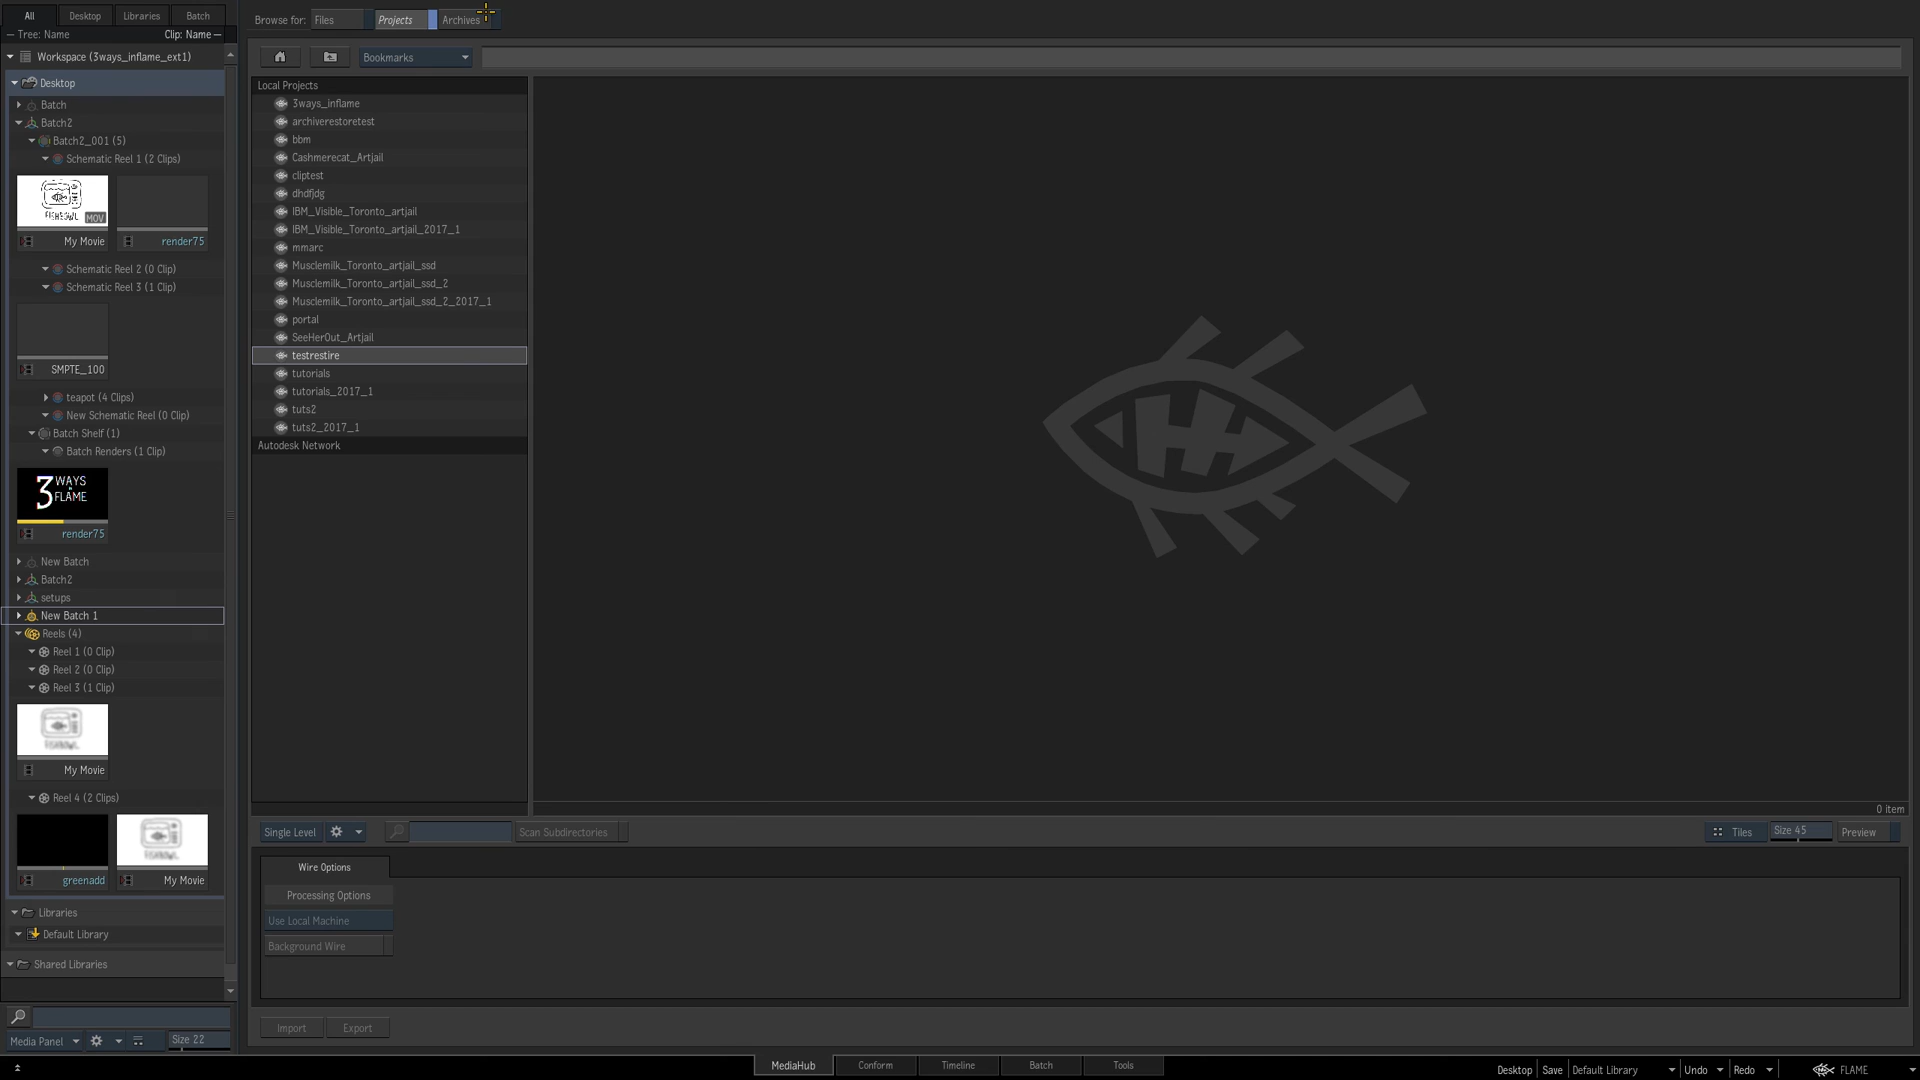 All Desktop Libraries Batch
Tree: Name Clip: Name
Workspace (3ways_inflame_ext1)
Desktop
Batch
Batch2
Batch2_001 (5)
Schematic Reel 1 (2 Clips)
FISHBOWL
MOV
My Movie render75
Schematic Reel 2 (0 Clip)
Schematic Reel 3 (1 Clip)
SMPTE_100
teapot (4 Clips)
New Schematic Reel (0 Clip)
Batch Shelf (1)
Batch Renders (1 Clip)
3 WAYS
FLAME
render75
New Batch
Batch2
setups
New Batch 1
Reels (4)
Reel 1 (0 Clip)
Reel 2 (0 Clip)
Reel 3 (1 Clip)
FISHBOWL
My Movie
Reel 4 (2 Clips)
FISHBOWL
greenadd My Movie
Libraries
Default Library
Shared Libraries
Media Panel Size 22
Browse for: Files Projects Archives
Bookmarks
Local Projects
3ways_inflame
archiverestoretest
bbm
Cashmerecat_Artjail
cliptest
dhdfjdg
IBM_Visible_Toronto_artjail
IBM_Visible_Toronto_artjail_2017_1
mmarc
Musclemilk_Toronto_artjail_ssd
Musclemilk_Toronto_artjail_ssd_2
Musclemilk_Toronto_artjail_ssd_2_2017_1
portal
SeeHerOut_Artjail
testrestire
tutorials
tutorials_2017_1
tuts2
tuts2_2017_1
Autodesk Network
0 item
Single Level Scan Subdirectories Tiles Size 45 Preview
Wire Options
Processing Options
Use Local Machine
Background Wire
Import Export
MediaHub Conform Timeline Batch Tools
Desktop Save Default Library Undo Redo FLAME